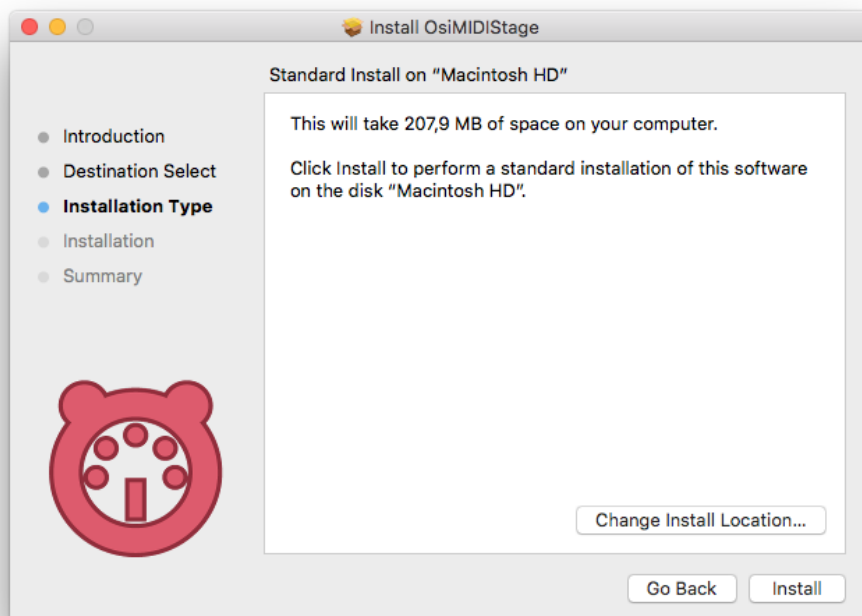 Install OsiMIDIStage
Standard Install on “Macintosh HD”
Introduction
Destination Select
Installation Type
Installation
Summary
This will take 207,9 MB of space on your computer.
Click Install to perform a standard installation of this software
on the disk “Macintosh HD”.
Change Install Location...
Go Back
Install